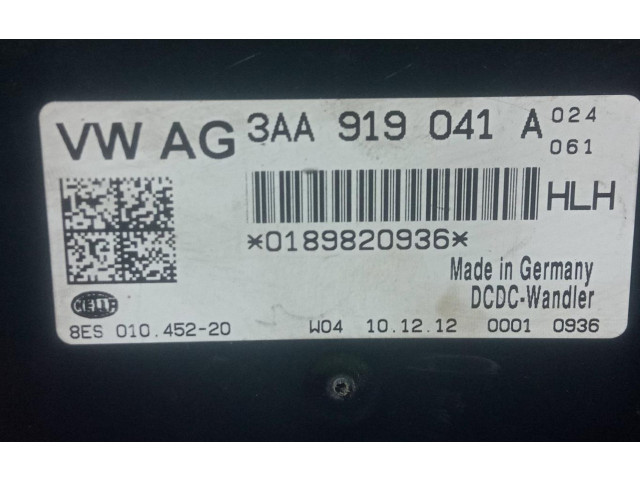 VW AG 3AA 919 041 A 024
061
HLH
*0189820936*
Made in Germany
DCDC-Wandler
HELLA
8ES 010.452-20 W04 10.12.12 0001 0936